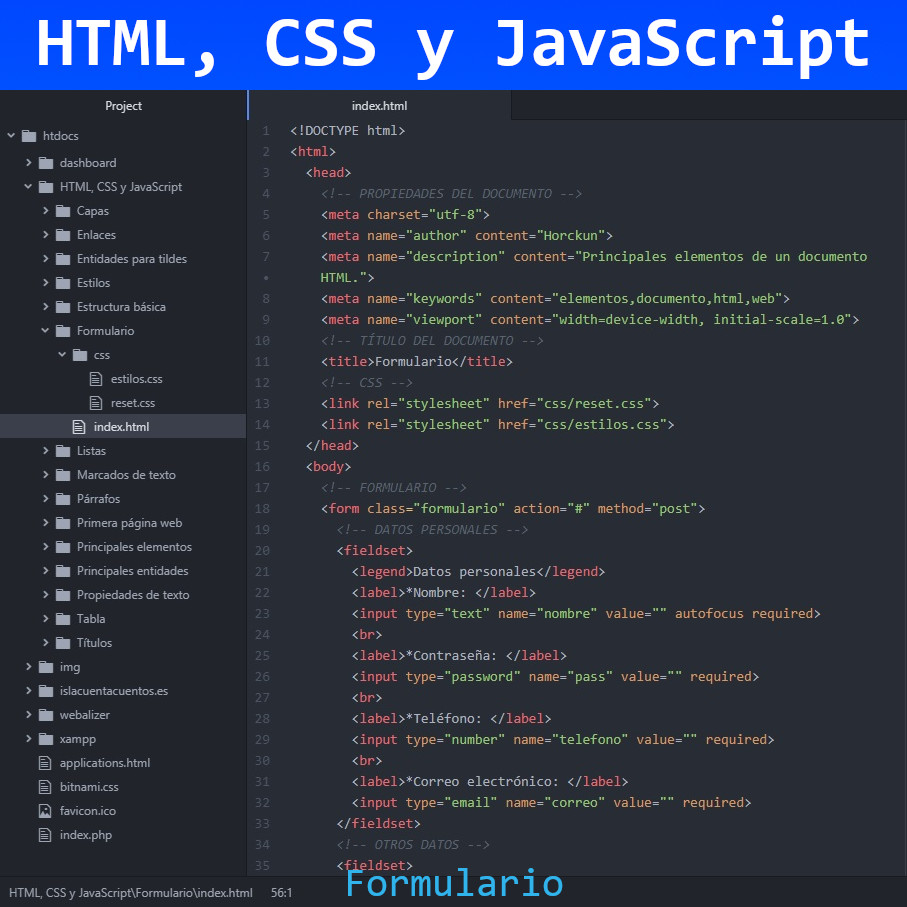 HTML, CSS y JavaScript
Project
htdocs
dashboard
HTML, CSS y JavaScript
Capas
Enlaces
Entidades para tildes
Estilos
Estructura básica
Formulario
css
estilos.css
reset.css
index.html
Listas
Marcados de texto
Párrafos
Primera página web
Principales elementos
Principales entidades
Propiedades de texto
Tabla
Títulos
img
islacuentacuentos.es
webalizer
xampp
applications.html
bitnami.css
favicon.ico
index.php
index.html
1 <!DOCTYPE html>
2 <html>
3 <head>
4 <!-- PROPIEDADES DEL DOCUMENTO -->
5 <meta charset="utf-8">
6 <meta name="author" content="Horckun">
7 <meta name="description" content="Principales elementos de un documento
• HTML.">
8 <meta name="keywords" content="elementos,documento,html,web">
9 <meta name="viewport" content="width=device-width, initial-scale=1.0">
10 <!-- TÍTULO DEL DOCUMENTO -->
11 <title>Formulario</title>
12 <!-- CSS -->
13 <link rel="stylesheet" href="css/reset.css">
14 <link rel="stylesheet" href="css/estilos.css">
15 </head>
16 <body>
17 <!-- FORMULARIO -->
18 <form class="formulario" action="#" method="post">
19 <!-- DATOS PERSONALES -->
20 <fieldset>
21 <legend>Datos personales</legend>
22 <label>*Nombre: </label>
23 <input type="text" name="nombre" value="" autofocus required>
24 <br>
25 <label>*Contraseña: </label>
26 <input type="password" name="pass" value="" required>
27 <br>
28 <label>*Teléfono: </label>
29 <input type="number" name="telefono" value="" required>
30 <br>
31 <label>*Correo electrónico: </label>
32 <input type="email" name="correo" value="" required>
33 </fieldset>
34 <!-- OTROS DATOS -->
35 <fieldset>
HTML, CSS y JavaScript\Formulario\index.html 56:1
Formulario